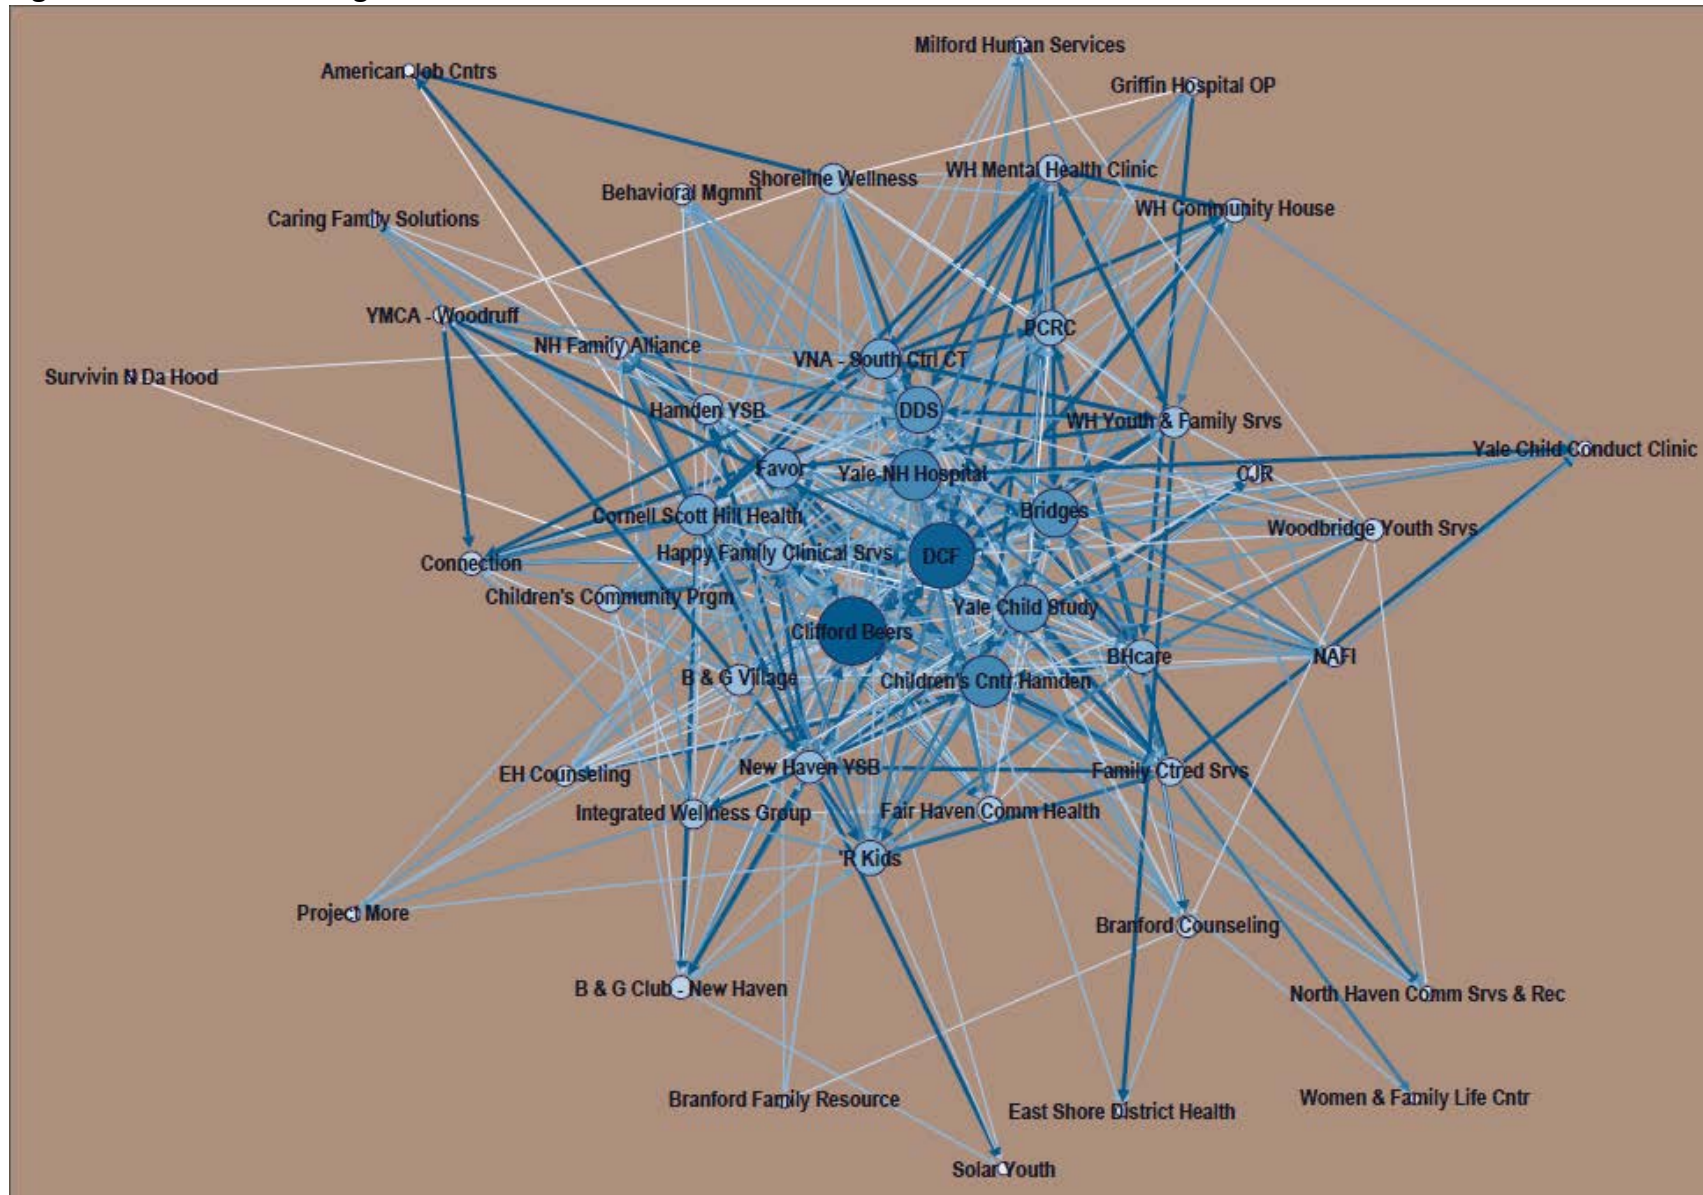 Milford Human Services
American Job Cntrs
Griffin Hospital OP
WH Mental Health Clinic
Shoreline Wellness
Behavioral Mgmnt
WH Community House
Caring Family Solutions
YMCA - Woodruff
PCRC
NH Family Alliance
VNA - South Ctrl CT
Survivin N Da Hood
Hamden YSB
DDS
WH Youth & Family Srvs
Yale Child Conduct Clinic
Favor
Yale-NH Hospital
CJR
Bridges
Cornell Scott Hill Health
Woodbridge Youth Srvs
Happy Family Clinical Srvs
DCF
Connection
Children's Community Prgm
Yale Child Study
Clifford Beers
BHcare
NAFI
B & G Village
Children's Cntr Hamden
EH Counseling
New Haven YSB
Family Ctred Srvs
Integrated Wellness Group
Fair Haven Comm Health
'R Kids
Project More
Branford Counseling
B & G Club - New Haven
North Haven Comm Srvs & Rec
Branford Family Resource
East Shore District Health
Women & Family Life Cntr
Solar Youth